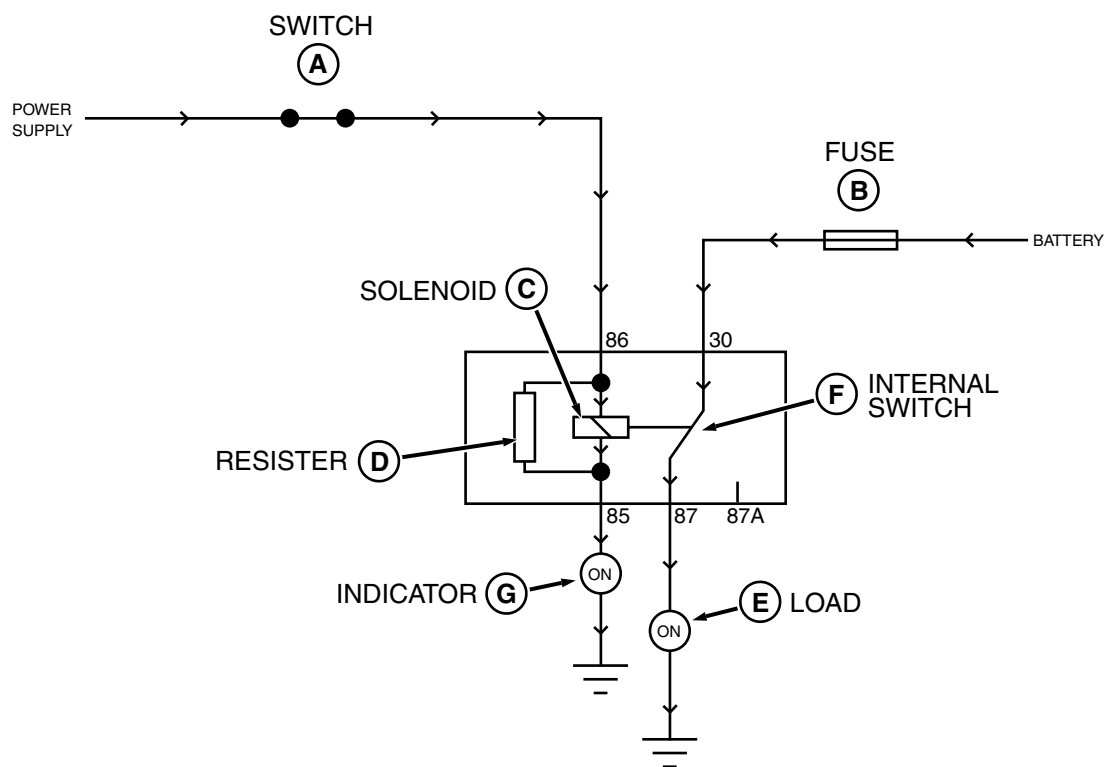 SWITCH
A
POWER
SUPPLY
FUSE
B
BATTERY
SOLENOID C
86
30
F INTERNAL
SWITCH
RESISTER D
85
87
87A
INDICATOR G
ON
E LOAD
ON